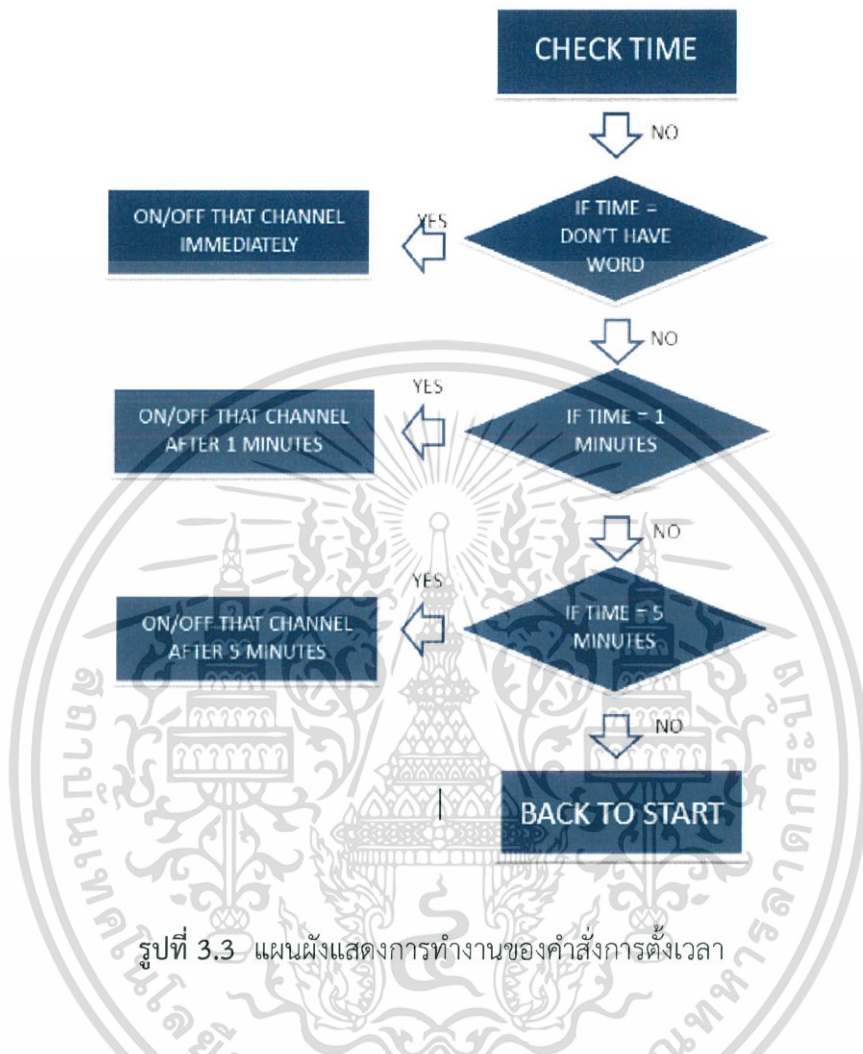 CHECK TIME
NO
IF TIME =
DON'T HAVE
WORD
YES
ON/OFF THAT CHANNEL
IMMEDIATELY
NO
IF TIME = 1
MINUTES
YES
ON/OFF THAT CHANNEL
AFTER 1 MINUTES
NO
IF TIME = 5
MINUTES
YES
ON/OFF THAT CHANNEL
AFTER 5 MINUTES
NO
BACK TO START
รูปที่ 3.3 แผนผังแสดงการทำงานของคำสั่งการตั้งเวลา